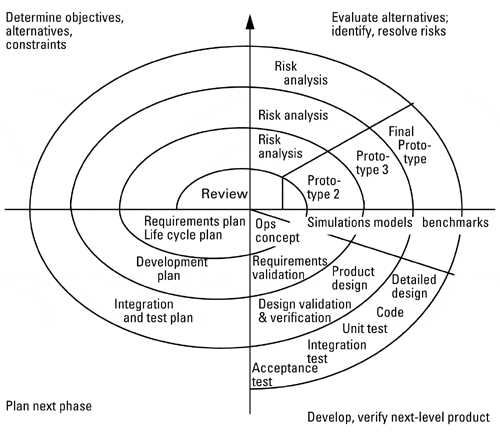 Determine objectives,
alternatives,
constraints
Evaluate alternatives;
identify, resolve risks
Risk
analysis
Risk analysis
Risk
analysis
Final
Proto-
type
Proto-
type 3
Proto-
type 2
Review
Requirements plan
Life cycle plan
Ops
concept
Simulations models
benchmarks
Development
plan
Requirements
validation
Product
design
Detailed
design
Integration
and test plan
Design validation
& verification
Code
Unit test
Integration
test
Acceptance
test
Plan next phase
Develop, verify next-level product